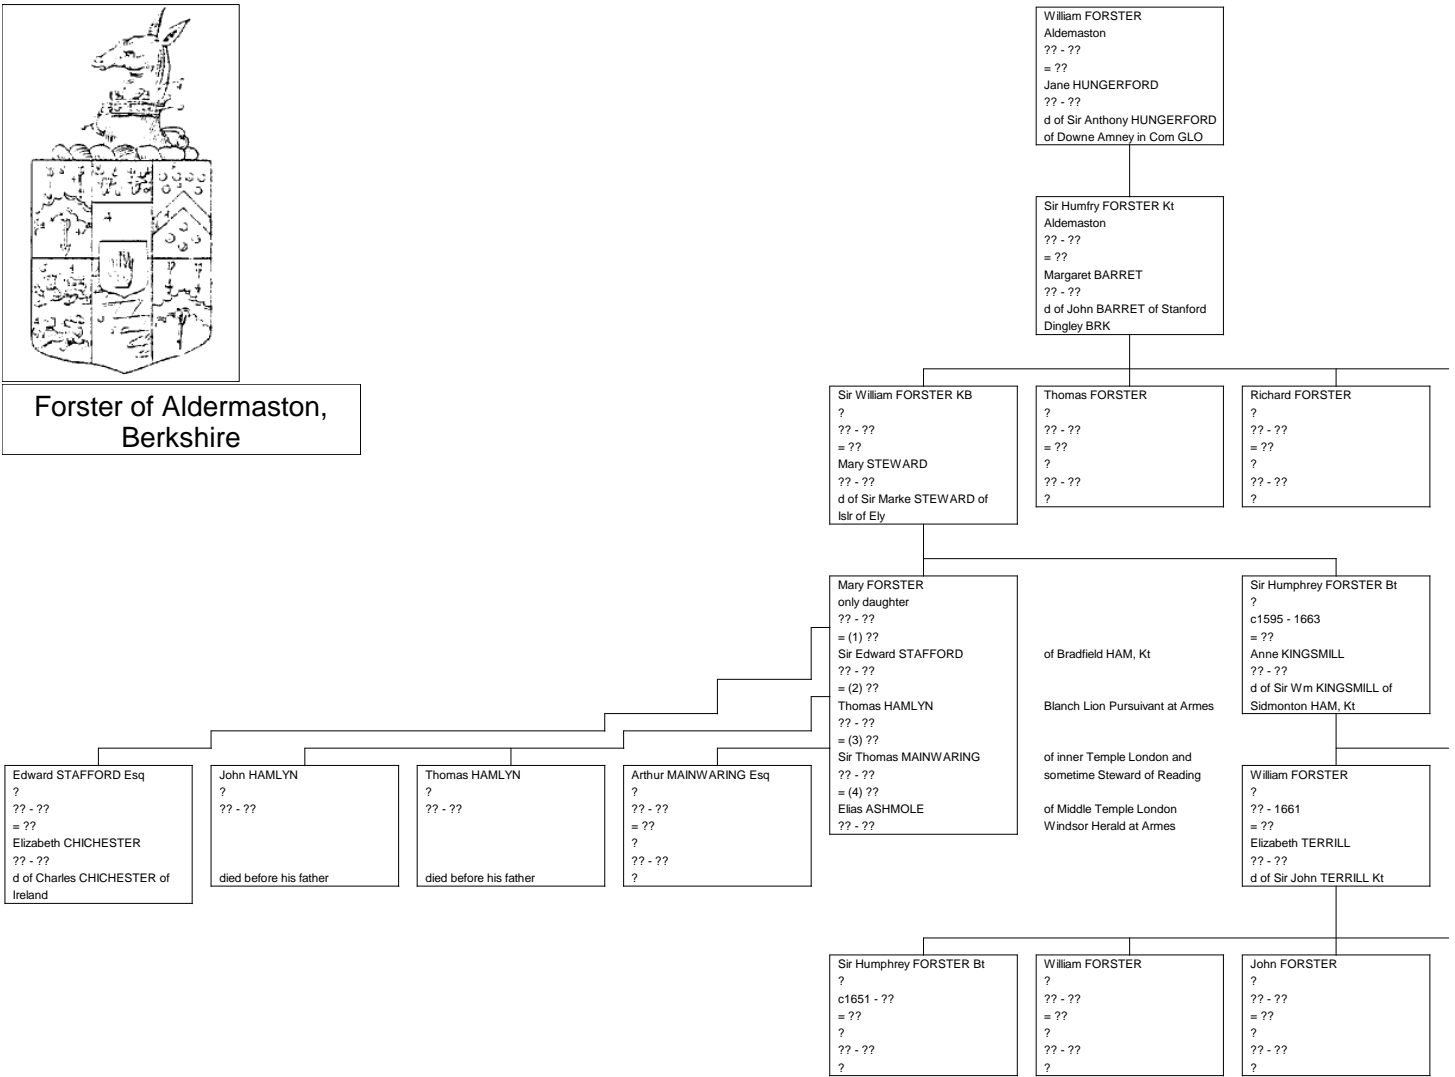 William FORSTER
Aldemaston
?? - ??
= ??
Jane HUNGERFORD
?? - ??
d of Sir Anthony HUNGERFORD
of Downe Amney in Com GLO
Sir Humfry FORSTER Kt
Aldemaston
?? - ??
= ??
Margaret BARRET
?? - ??
d of John BARRET of Stanford
Dingley BRK
4
Forster of Aldermaston,
Berkshire
Sir William FORSTER KB
?
?? - ??
= ??
Mary STEWARD
?? - ??
d of Sir Marke STEWARD of
Islr of Ely
Thomas FORSTER
?
?? - ??
= ??
?
?? - ??
?
Richard FORSTER
?
?? - ??
= ??
?
?? - ??
?
Mary FORSTER
only daughter
?? - ??
= (1) ??
Sir Edward STAFFORD
?? - ??
= (2) ??
Thomas HAMLYN
?? - ??
= (3) ??
Sir Thomas MAINWARING
?? - ??
= (4) ??
Elias ASHMOLE
?? - ??
of Bradfield HAM, Kt
Blanch Lion Pursuivant at Armes
of inner Temple London and
sometime Steward of Reading
of Middle Temple London
Windsor Herald at Armes
Sir Humphrey FORSTER Bt
?
c1595 - 1663
= ??
Anne KINGSMILL
?? - ??
d of Sir Wm KINGSMILL of
Sidmonton HAM, Kt
Edward STAFFORD Esq
?
?? - ??
= ??
Elizabeth CHICHESTER
?? - ??
d of Charles CHICHESTER of
Ireland
John HAMLYN
?
?? - ??
died before his father
Thomas HAMLYN
?
?? - ??
died before his father
Arthur MAINWARING Esq
?
?? - ??
= ??
?
?? - ??
?
William FORSTER
?
?? - 1661
= ??
Elizabeth TERRILL
?? - ??
d of Sir John TERRILL Kt
Sir Humphrey FORSTER Bt
?
c1651 - ??
= ??
?
?? - ??
?
William FORSTER
?
?? - ??
= ??
?
?? - ??
?
John FORSTER
?
?? - ??
= ??
?
?? - ??
?